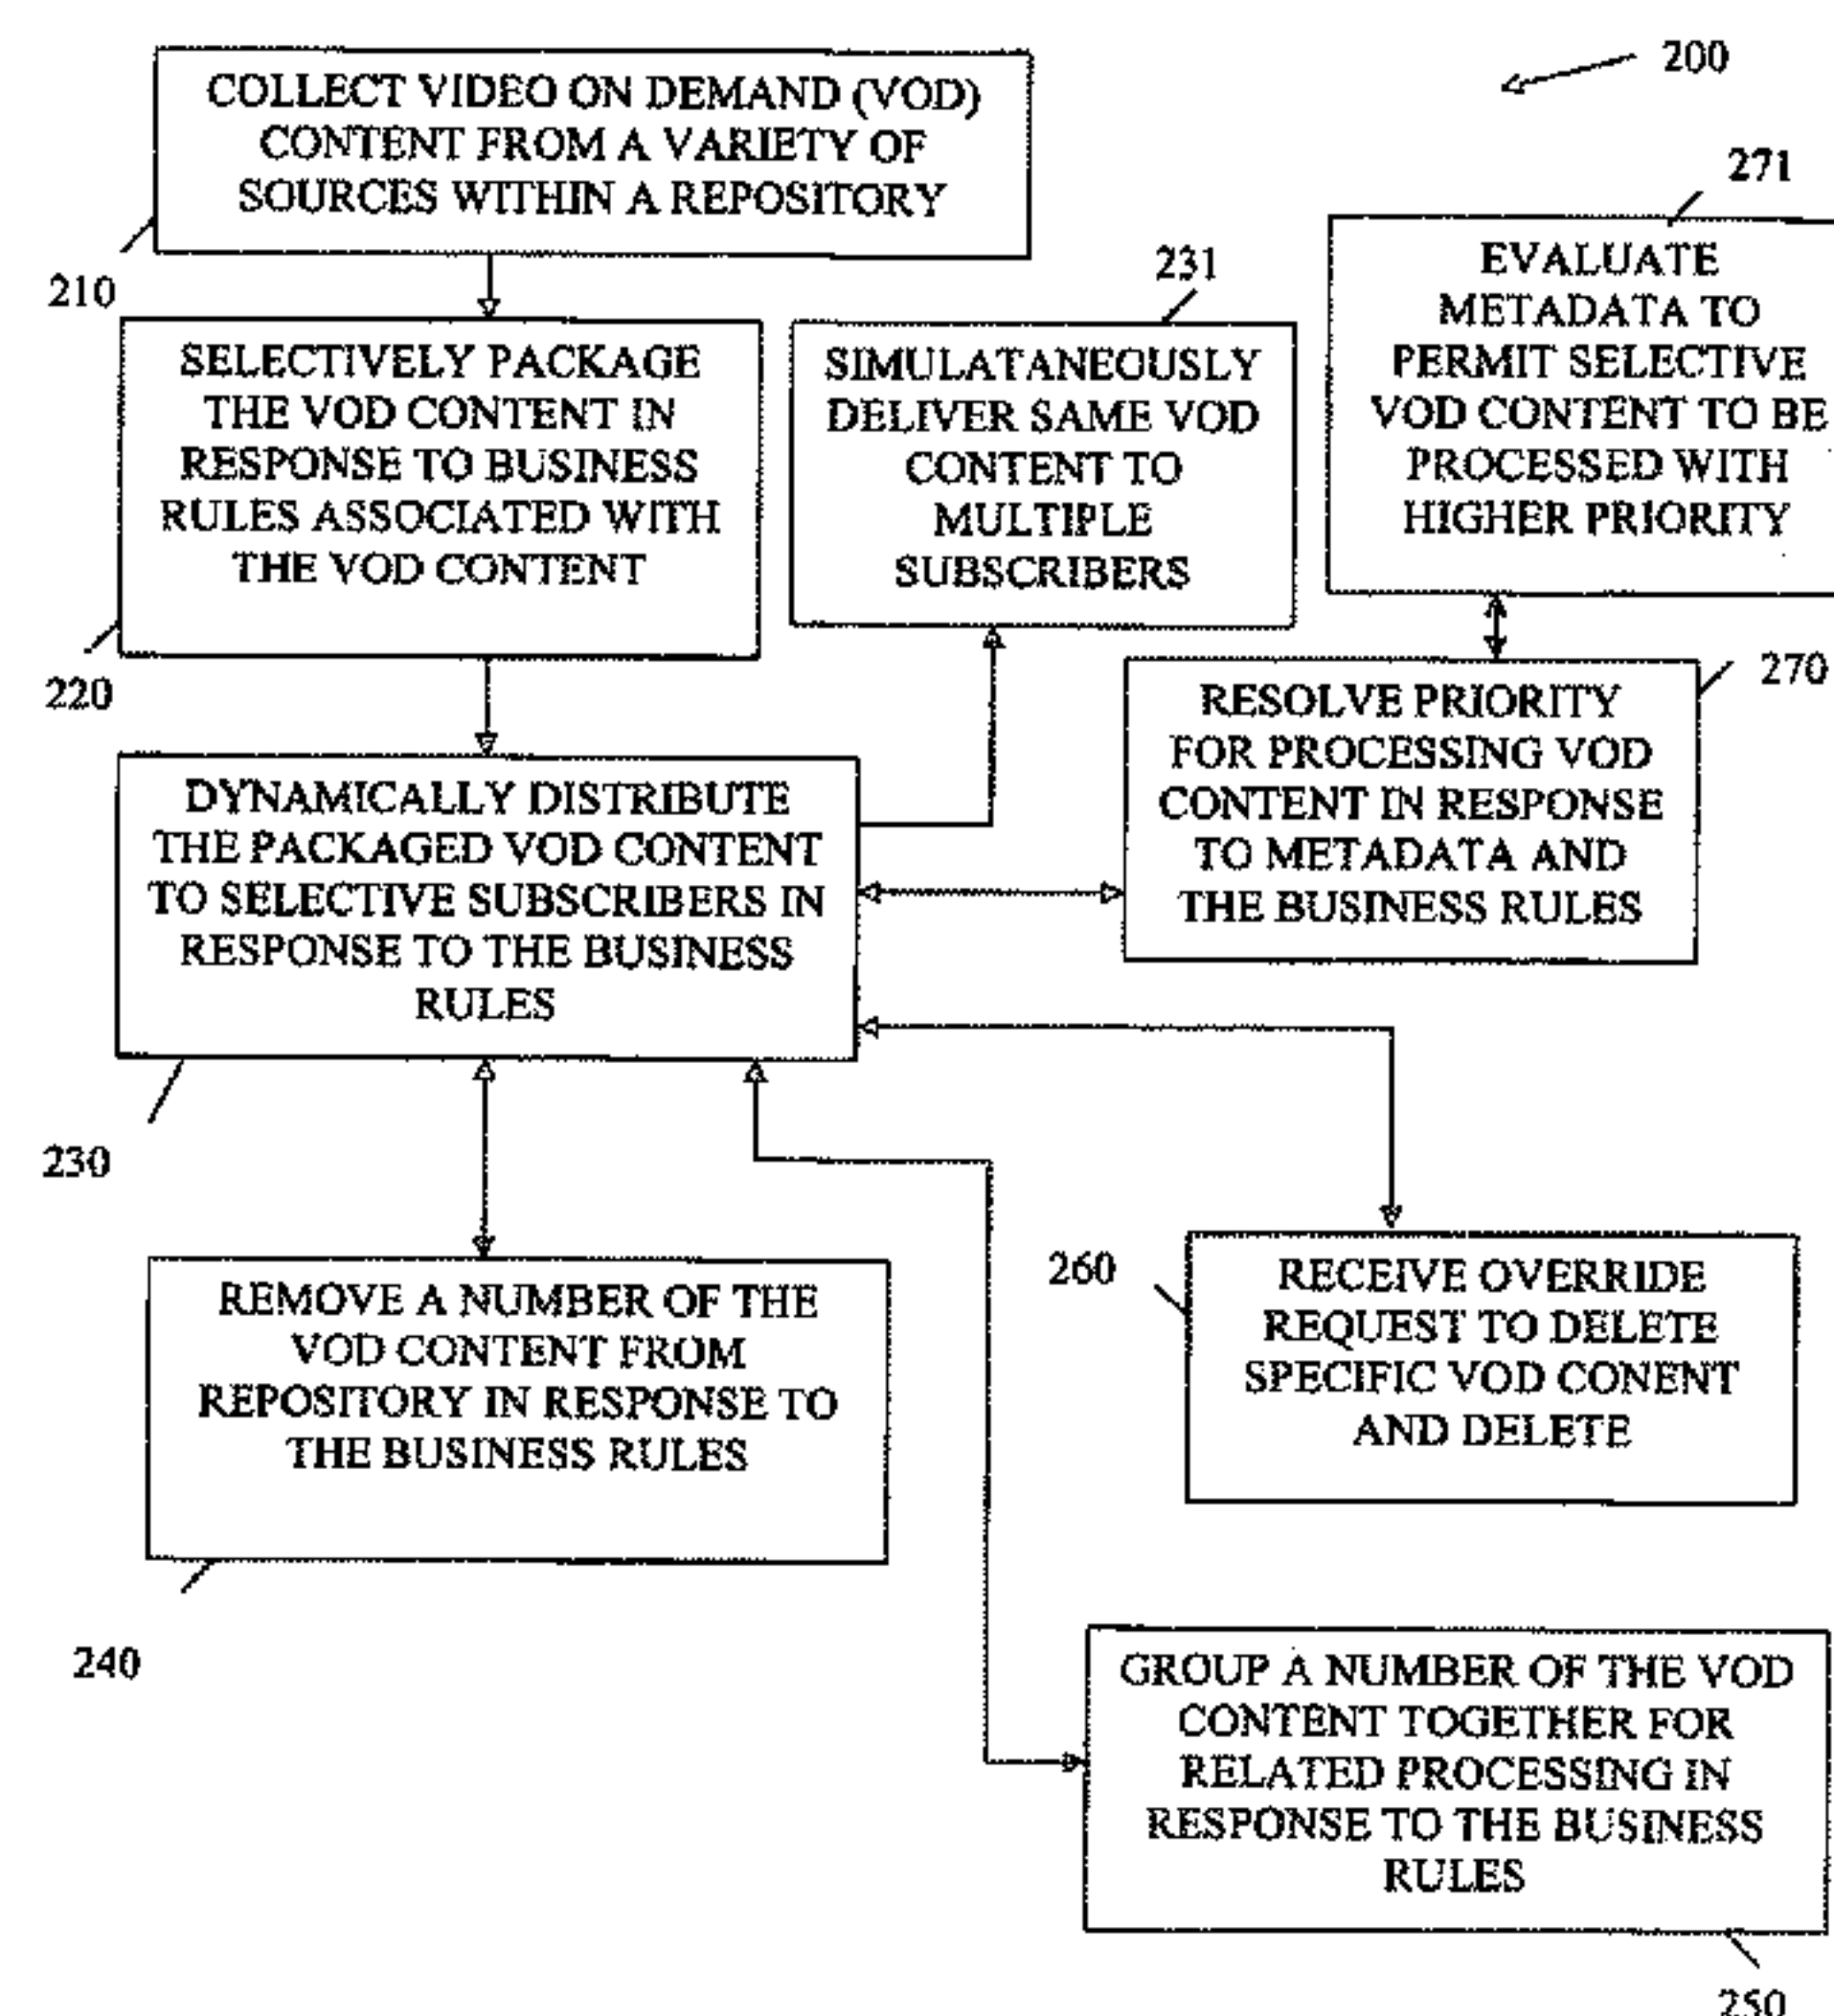 200
COLLECT VIDEO ON DEMAND (VOD)
CONTENT FROM A VARIETY OF
SOURCES WITHIN A REPOSITORY
210
271
EVALUATE
METADATA TO
PERMIT SELECTIVE
VOD CONTENT TO BE
PROCESSED WITH
HIGHER PRIORITY
231
SIMULATANEOUSLY
DELIVER SAME VOD
CONTENT TO
MULTIPLE
SUBSCRIBERS
SELECTIVELY PACKAGE
THE VOD CONTENT IN
RESPONSE TO BUSINESS
RULES ASSOCIATED WITH
THE VOD CONTENT
220
270
RESOLVE PRIORITY
FOR PROCESSING VOD
CONTENT IN RESPONSE
TO METADATA AND
THE BUSINESS RULES
DYNAMICALLY DISTRIBUTE
THE PACKAGED VOD CONTENT
TO SELECTIVE SUBSCRIBERS IN
RESPONSE TO THE BUSINESS
RULES
230
REMOVE A NUMBER OF THE
VOD CONTENT FROM
REPOSITORY IN RESPONSE TO
THE BUSINESS RULES
240
260
RECEIVE OVERRIDE
REQUEST TO DELETE
SPECIFIC VOD CONENT
AND DELETE
GROUP A NUMBER OF THE VOD
CONTENT TOGETHER FOR
RELATED PROCESSING IN
RESPONSE TO THE BUSINESS
RULES
250